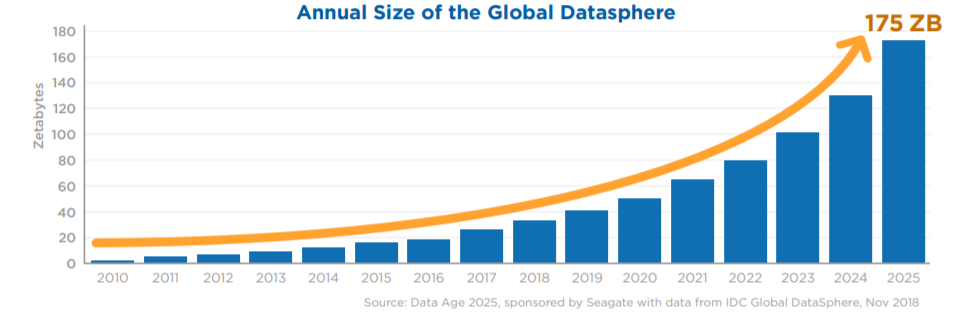 Annual Size of the Global Datasphere
175 ZB
Zetabytes
180
160
140
120
100
80
60
40
20
0
2010 2011 2012 2013 2014 2015 2016 2017 2018 2019 2020 2021 2022 2023 2024 2025
Source: Data Age 2025, sponsored by Seagate with data from IDC Global DataSphere, Nov 2018